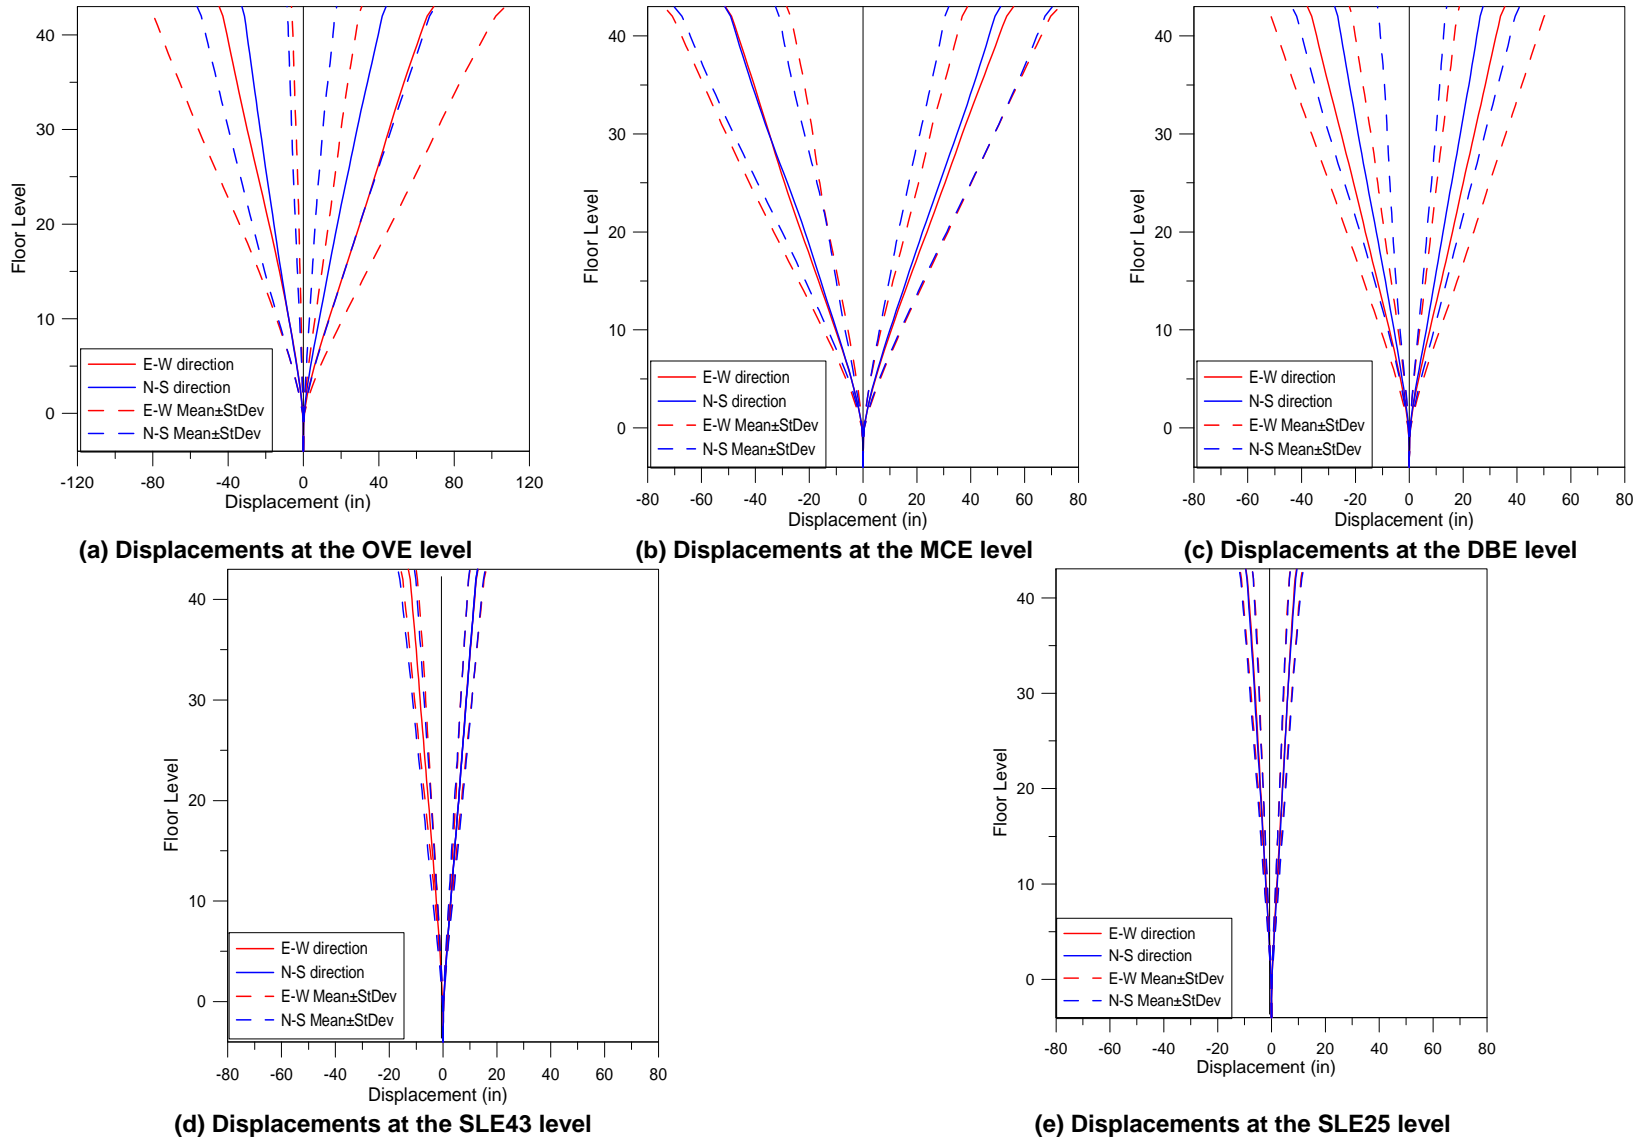 40
30
20
10
0
Floor Level
E-W direction
N-S direction
E-W Mean±StDev
N-S Mean±StDev
-120 -80 -40 0 40 80 120
Displacement (in)
(a) Displacements at the OVE level
40
30
20
10
0
Floor Level
E-W direction
N-S direction
E-W Mean±StDev
N-S Mean±StDev
-80 -60 -40 -20 0 20 40 60 80
Displacement (in)
(b) Displacements at the MCE level
40
30
20
10
0
Floor Level
E-W direction
N-S direction
E-W Mean±StDev
N-S Mean±StDev
-80 -60 -40 -20 0 20 40 60 80
Displacement (in)
(c) Displacements at the DBE level
40
30
20
10
0
Floor Level
E-W direction
N-S direction
E-W Mean±StDev
N-S Mean±StDev
-80 -60 -40 -20 0 20 40 60 80
Displacement (in)
(d) Displacements at the SLE43 level
40
30
20
10
0
Floor Level
E-W direction
N-S direction
E-W Mean±StDev
N-S Mean±StDev
-80 -60 -40 -20 0 20 40 60 80
Displacement (in)
(e) Displacements at the SLE25 level